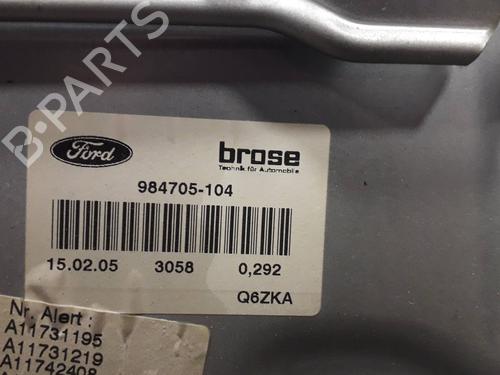 B-PARTS
Ford
brose
Technik für Automobile
984705-104
15.02.05 3058 0,292
Q6ZKA
Nr. Alert :
A11731195
A11731219
A11742408